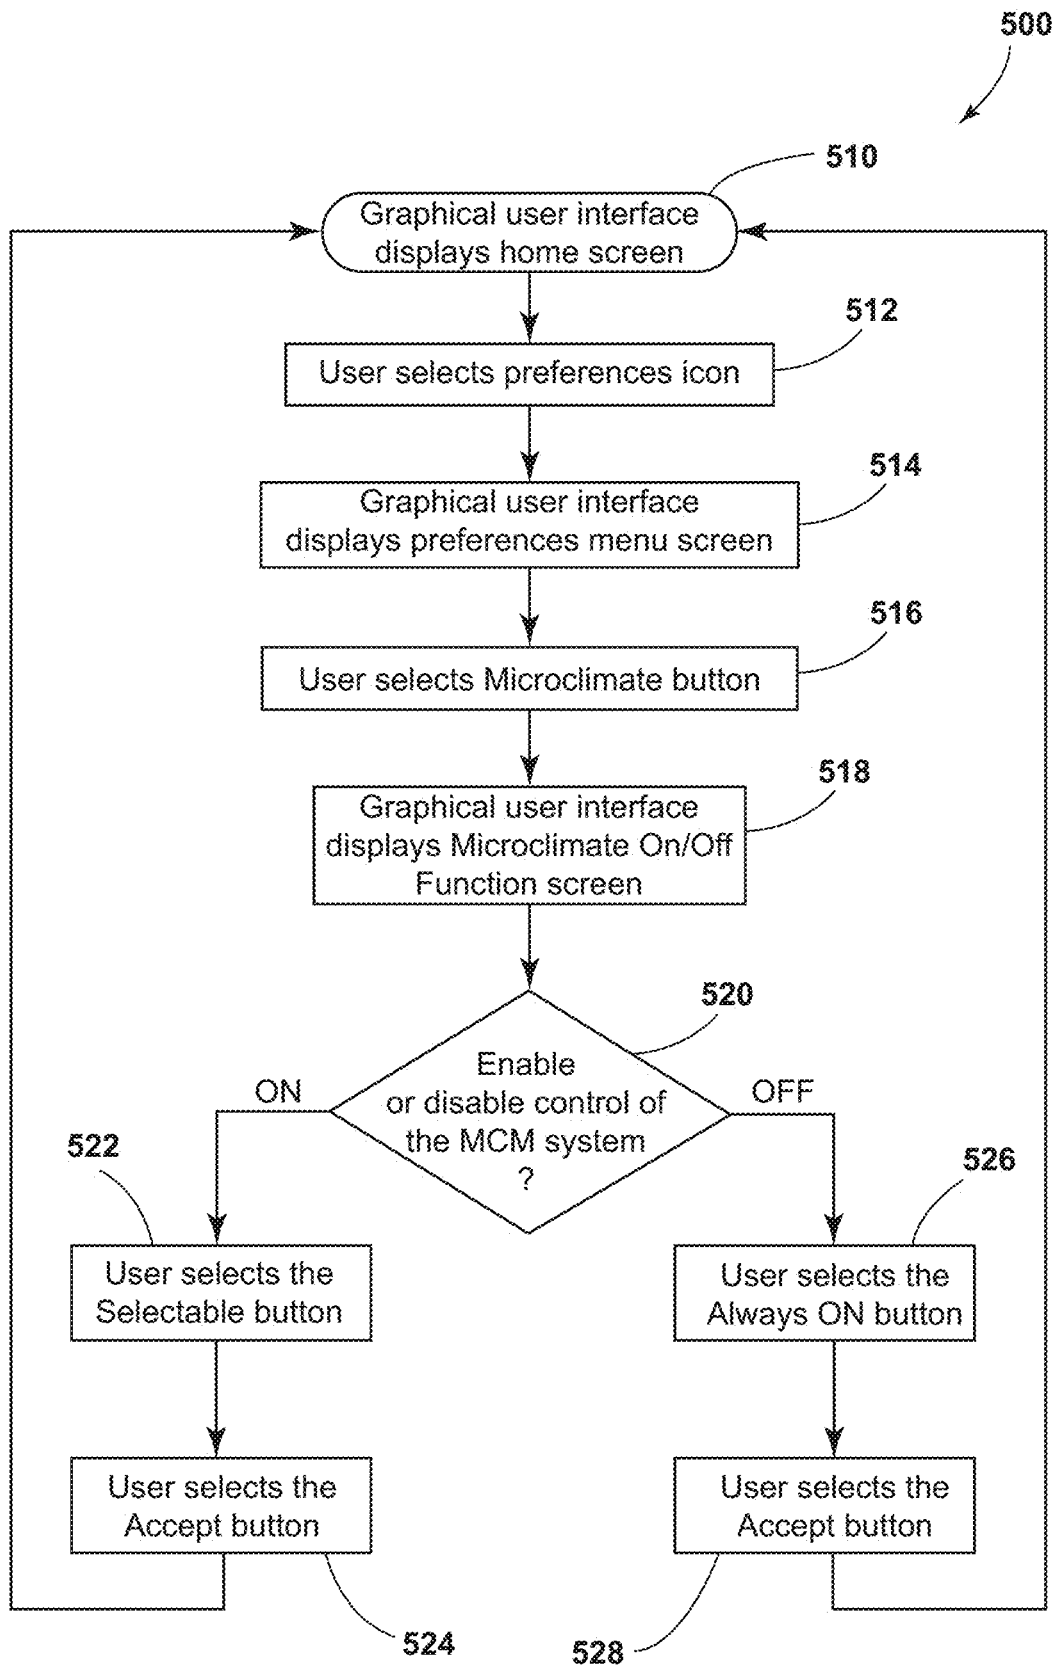 500
510
Graphical user interface
displays home screen
512
User selects preferences icon
514
Graphical user interface
displays preferences menu screen
516
User selects Microclimate button
518
Graphical user interface
displays Microclimate On/Off
Function screen
520
Enable
or disable control of
the MCM system
?
ON
OFF
522
526
User selects the
Selectable button
User selects the
Always ON button
User selects the
Accept button
User selects the
Accept button
524
528